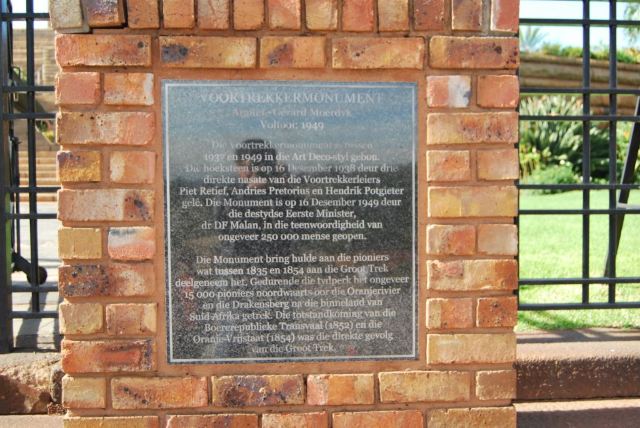 VOORTREKKERMONUMENT
Argitek - Gerard Moerdyk
Voltooi: 1949
Die voortrekkermonument is tussen
1937 en 1949 in die Art Deco-styl gebou.
Die hoeksteen is op 16 Desember 1938 deur drie
direkte nasate van die Voortrekkerleiers
Piet Retief, Andries Pretorius en Hendrik Potgieter
gelê. Die Monument is op 16 Desember 1949 deur
die destydse Eerste Minister,
dr DF Malan, in die teenwoordigheid van
ongeveer 250 000 mense geopen.
Die Monument bring hulde aan die pioniers
wat tussen 1835 en 1854 aan die Groot Trek
deelgeneem het. Gedurende die tydperk het ongeveer
15 000 pioniers noordwaarts oor die Oranjerivier
en die Drakensberg na die binneland van
Suid-Afrika getrek. Die totstandkoming van die
Boererepublieke Transvaal (1852) en die
Oranje-Vrijstaat (1854) was die direkte gevolg
van die Groot Trek.